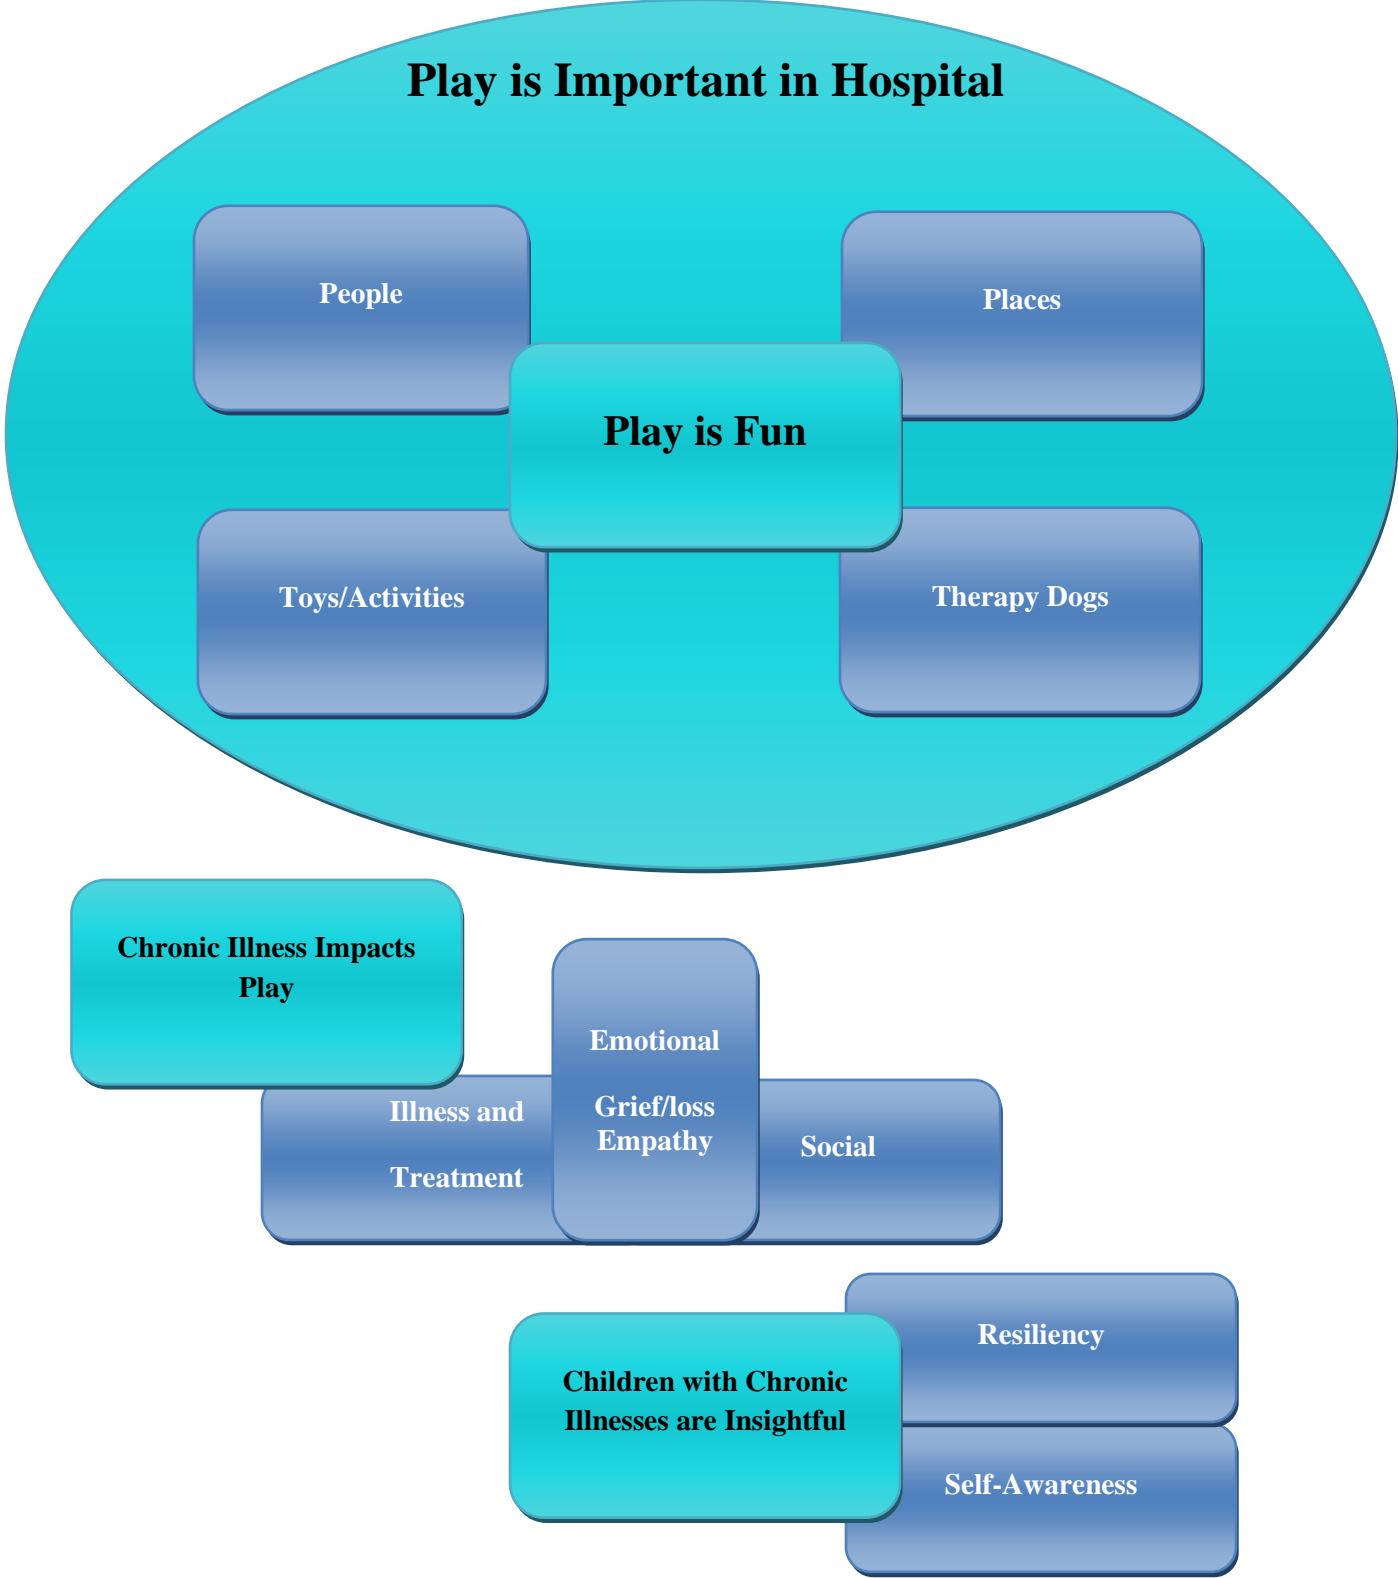 Play is Important in Hospital
People
Places
Play is Fun
Toys/Activities
Therapy Dogs
Chronic Illness Impacts
Play
Emotional
Grief/loss
Empathy
Illness and
Treatment
Social
Resiliency
Children with Chronic
Illnesses are Insightful
Self-Awareness